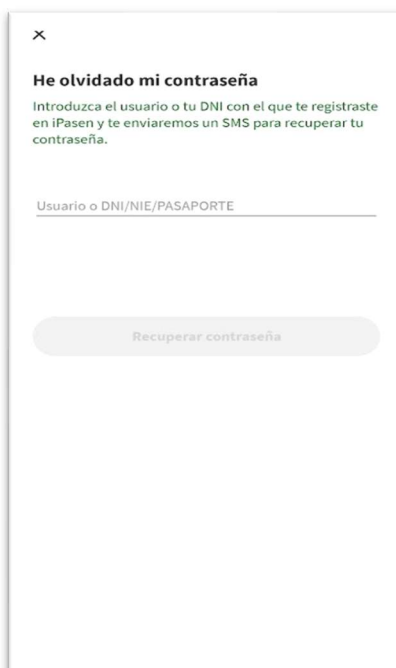 ×
He olvidado mi contraseña
Introduzca el usuario o tu DNI con el que te registraste
en iPasen y te enviaremos un SMS para recuperar tu
contraseña.
Usuario o DNI/NIE/PASAPORTE
Recuperar contraseña